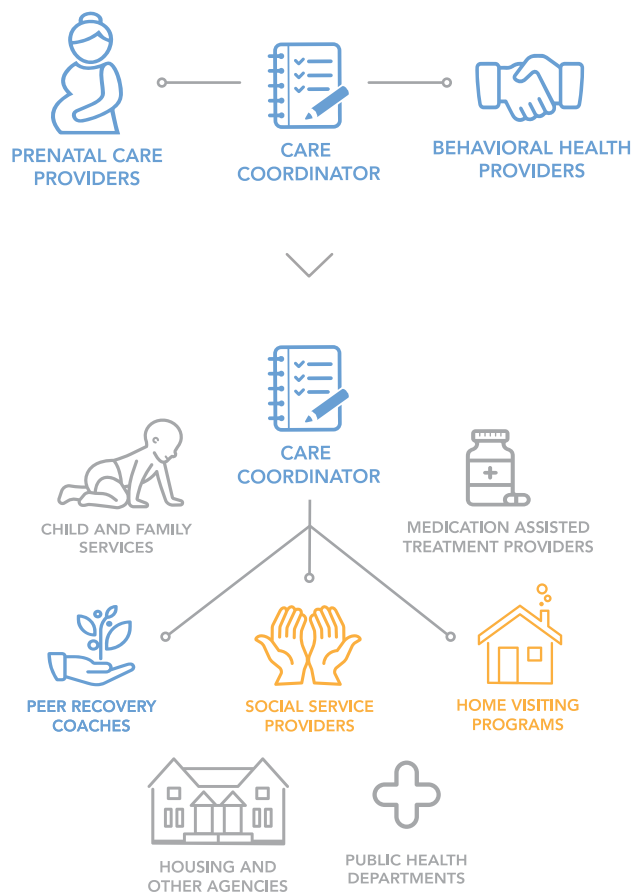 PRENATAL CARE
PROVIDERS
CARE
COORDINATOR
BEHAVIORAL HEALTH
PROVIDERS
CARE
COORDINATOR
CHILD AND FAMILY
SERVICES
MEDICATION ASSISTED
TREATMENT PROVIDERS
PEER RECOVERY
COACHES
SOCIAL SERVICE
PROVIDERS
HOME VISITING
PROGRAMS
HOUSING AND
OTHER AGENCIES
PUBLIC HEALTH
DEPARTMENTS